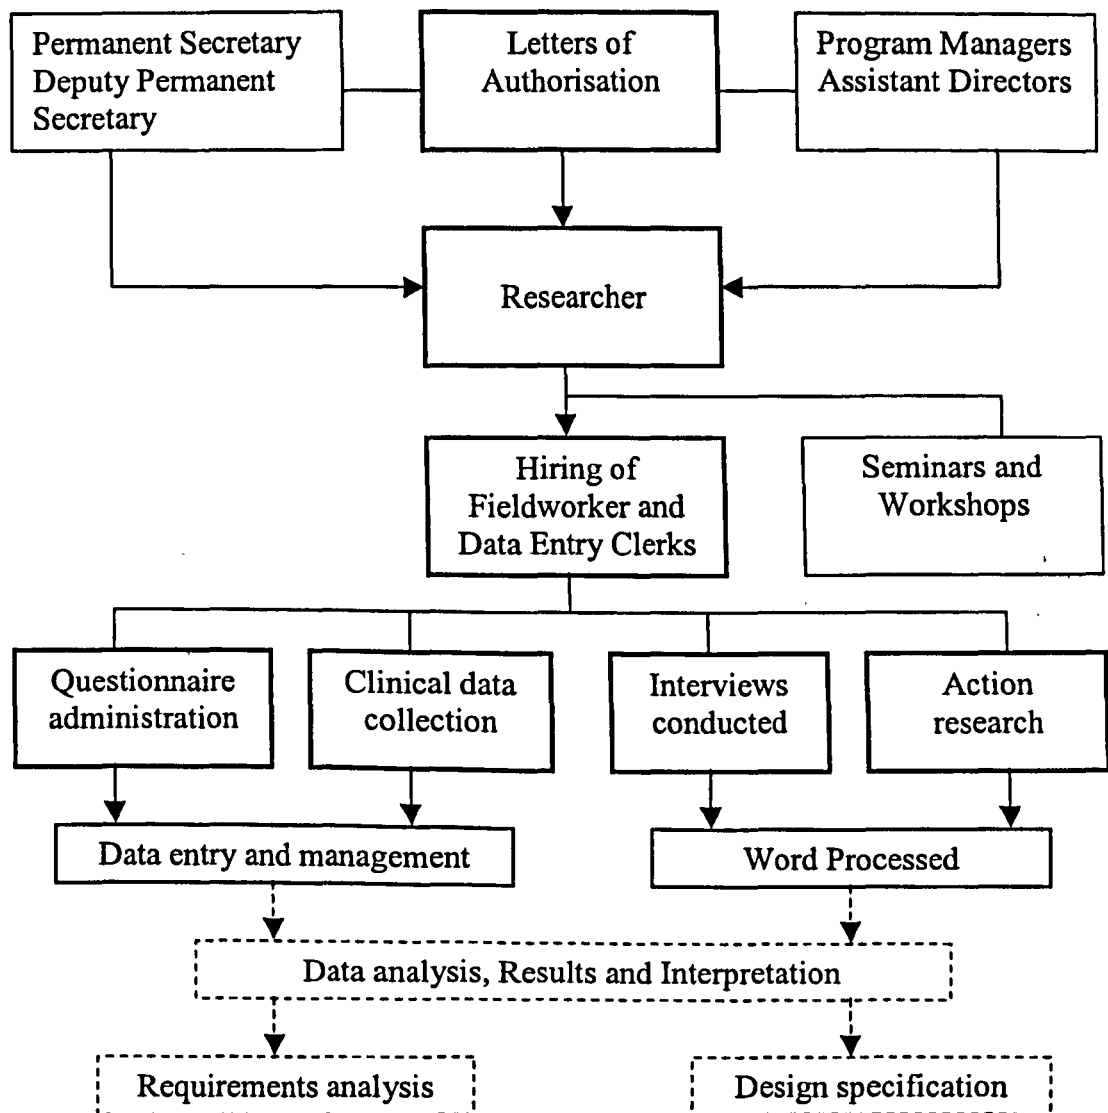 Permanent Secretary
Deputy Permanent
Secretary
Letters of
Authorisation
Program Managers
Assistant Directors
Researcher
Hiring of
Fieldworker and
Data Entry Clerks
Seminars and
Workshops
Questionnaire
administration
Clinical data
collection
Interviews
conducted
Action
research
Data entry and management
Word Processed
Data analysis, Results and Interpretation
Requirements analysis
Design specification